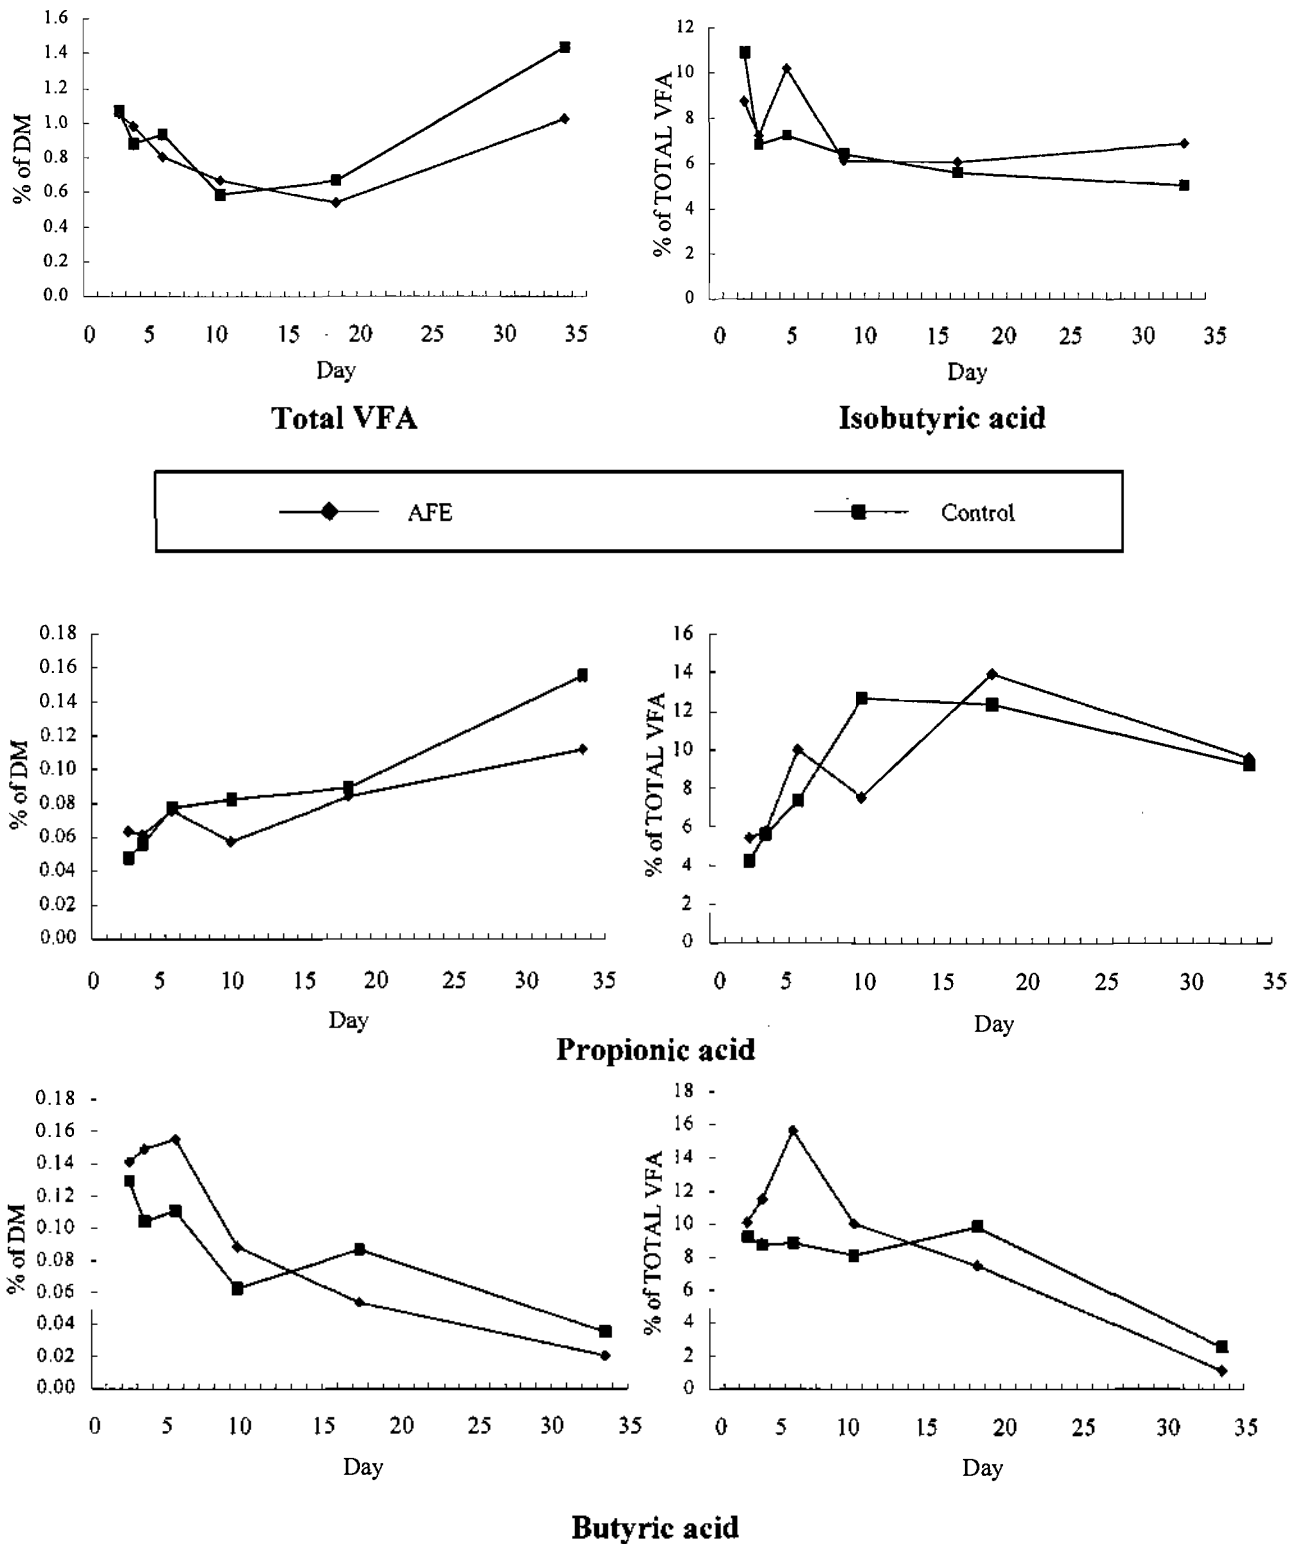 1.6
1.4
1.2
1.0
0.8
0.6
0.4
0.2
0.0
% of DM
0 5 10 15 20 25 30 35
Day
Total VFA
12
10
8
6
4
2
0
% of TOTAL VFA
0 5 10 15 20 25 30 35
Day
Isobutyric acid
AFE Control
0.18
0.16
0.14
0.12
0.10
0.08
0.06
0.04
0.02
0.00
% of DM
0 5 10 15 20 25 30 35
Day
16
14
12
10
8
6
4
2
0
% of TOTAL VFA
0 5 10 15 20 25 30 35
Day
Propionic acid
0.18
0.16
0.14
0.12
0.10
0.08
0.06
0.04
0.02
0.00
% of DM
0 5 10 15 20 25 30 35
Day
18
16
14
12
10
8
6
4
2
0
% of TOTAL VFA
0 5 10 15 20 25 30 35
Day
Butyric acid